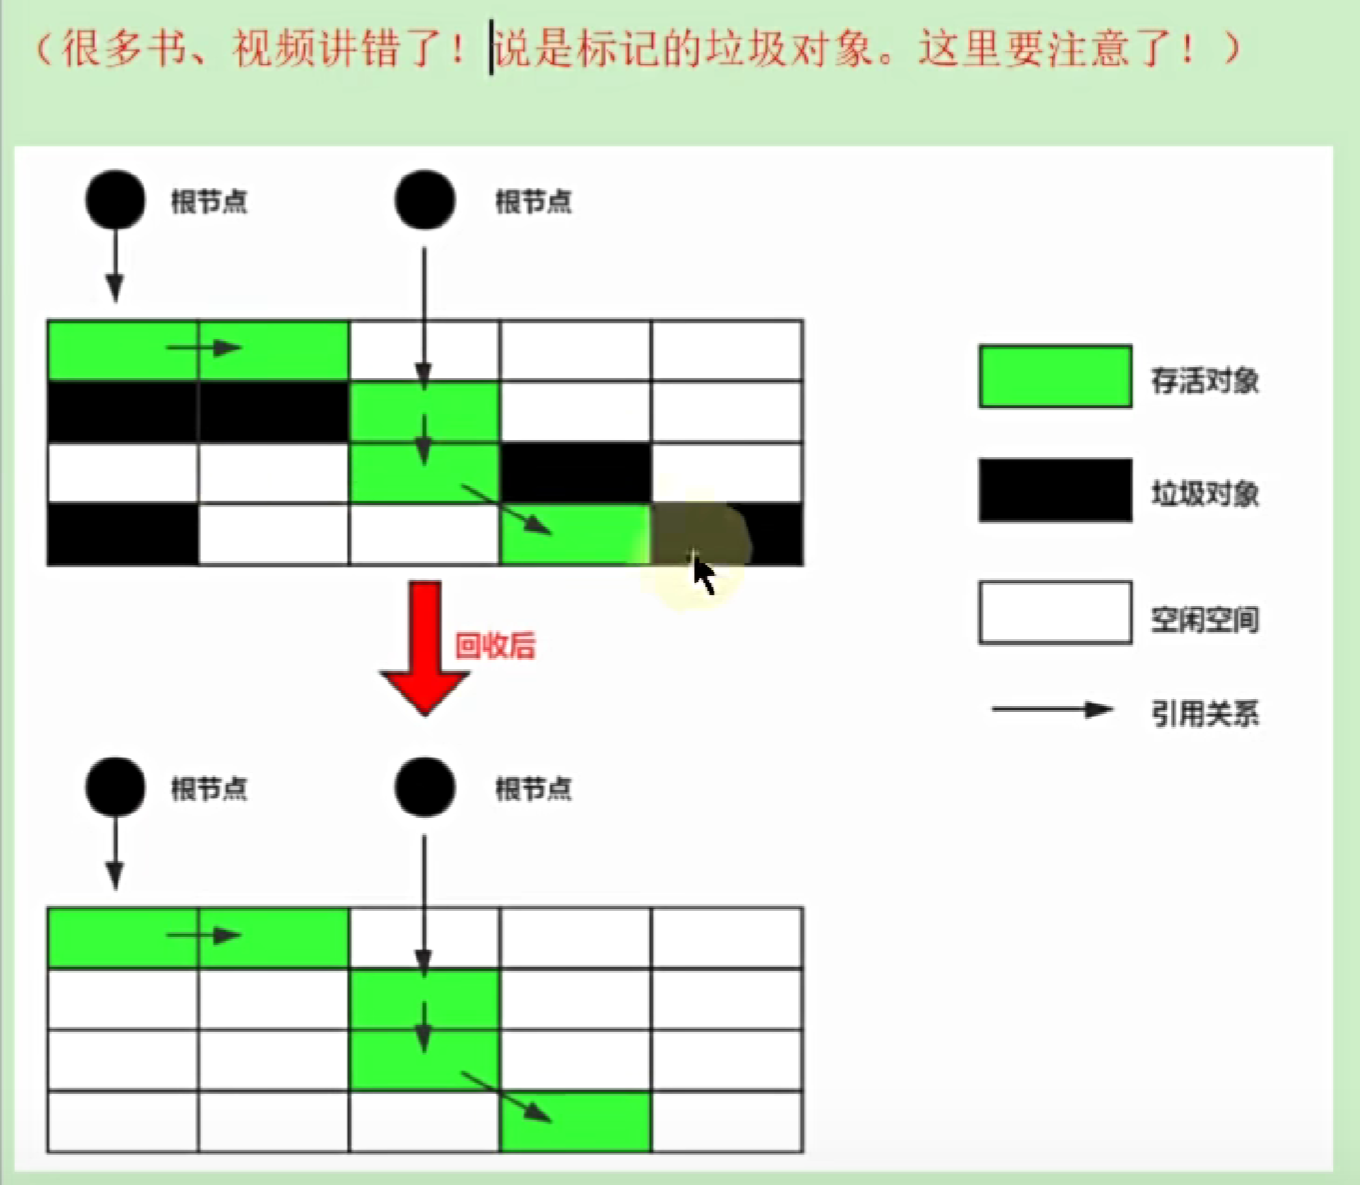 （很多书、视频讲错了！说是标记的垃圾对象。这里要注意了！）
根节点
根节点
存活对象
垃圾对象
空闲空间
引用关系
回收后
根节点
根节点